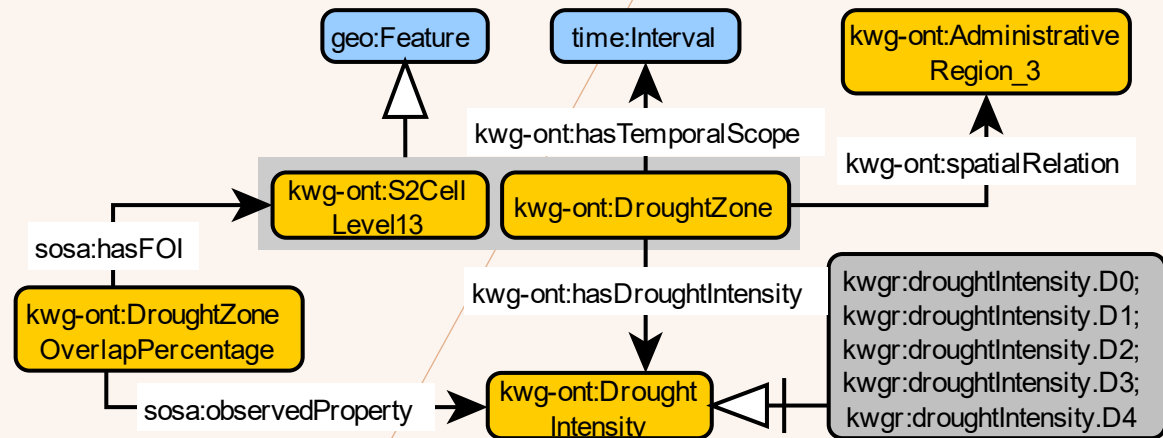 geo:Feature
time:Interval
kwg-ont:Administrative
Region_3
kwg-ont:hasTemporalScope
kwg-ont:spatialRelation
kwg-ont:S2Cell
Level13
kwg-ont:DroughtZone
sosa:hasFOI
kwg-ont:hasDroughtIntensity
kwgr:droughtIntensity.D0;
kwgr:droughtIntensity.D1;
kwgr:droughtIntensity.D2;
kwgr:droughtIntensity.D3;
kwgr:droughtIntensity.D4
kwg-ont:DroughtZone
OverlapPercentage
sosa:observedProperty
kwg-ont:Drought
Intensity